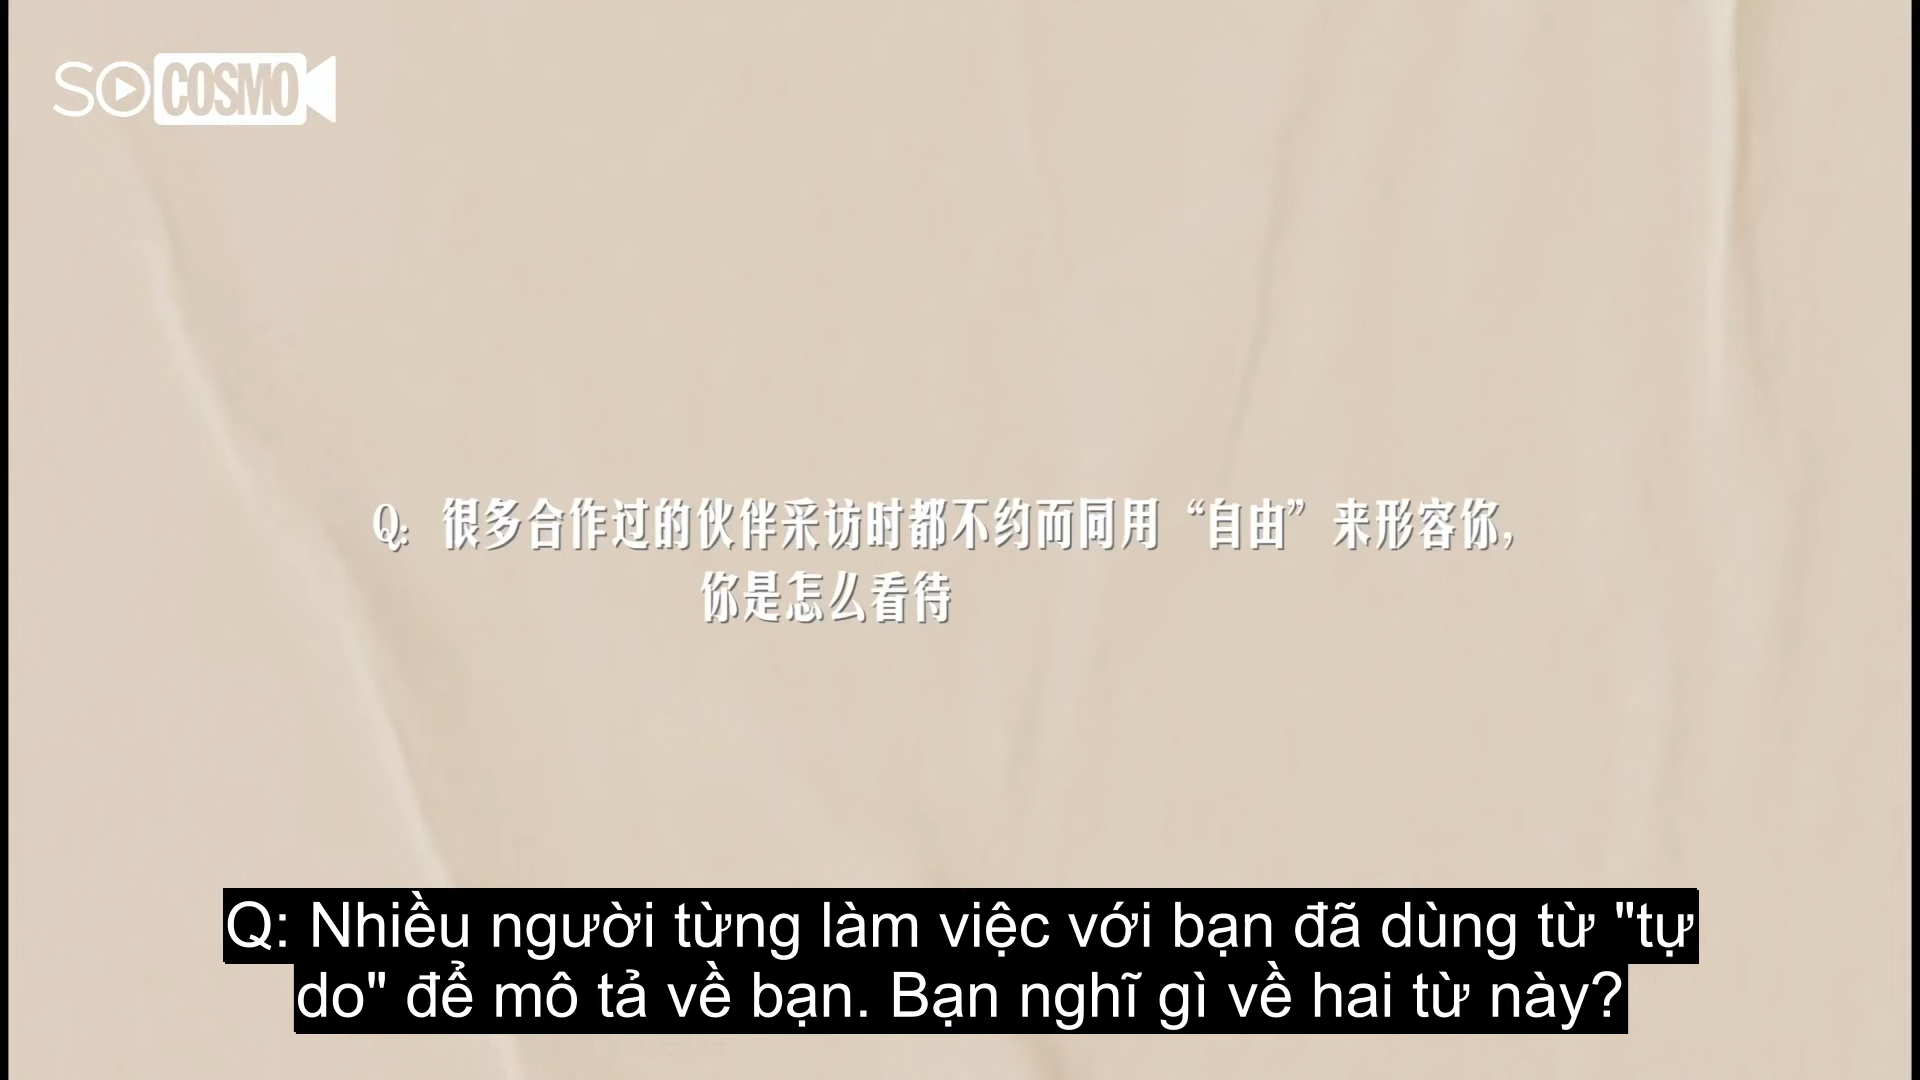 SO COSMO
Q: 很多合作过的伙伴采访时都不约而同用“自由”来形容你,
你是怎么看待
Q: Nhiều người từng làm việc với bạn đã dùng từ "tự
do" để mô tả về bạn. Bạn nghĩ gì về hai từ này?